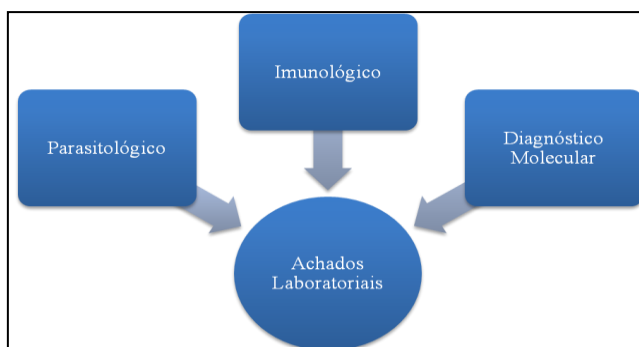 Imunológico
Parasitológico
Diagnóstico
Molecular
Achados
Laboratoriais